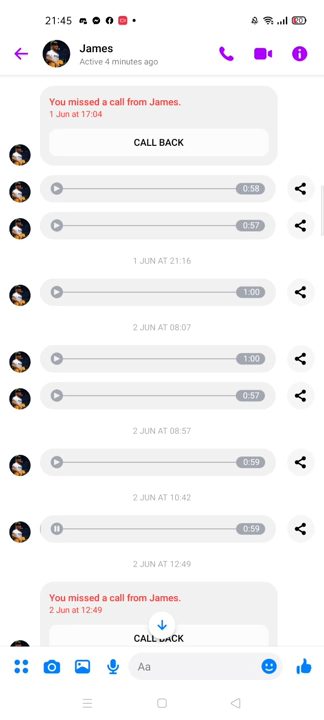 21:45
20
James
Active 4 minutes ago
You missed a call from James.
1 Jun at 17:04
CALL BACK
0:58
0:57
1 JUN AT 21:16
1:00
2 JUN 08:07
1:00
0:57
2 JUN 08:57
0:59
2 JUN AT 10:42
0:59
2 JUN AT 12:49
You missed a call from James.
2 Jun at 12:49
CALL BACK
Aa